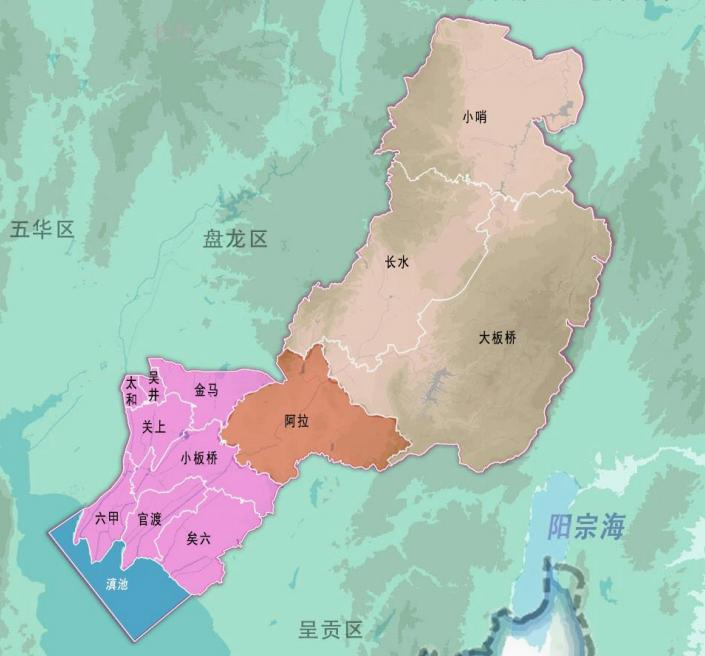 小哨
五华区
盘龙区
长水
大板桥
太和
吴井
金马
阿拉
关上
小板桥
六甲
官渡
矣六
阳宗海
滇池
呈贡区